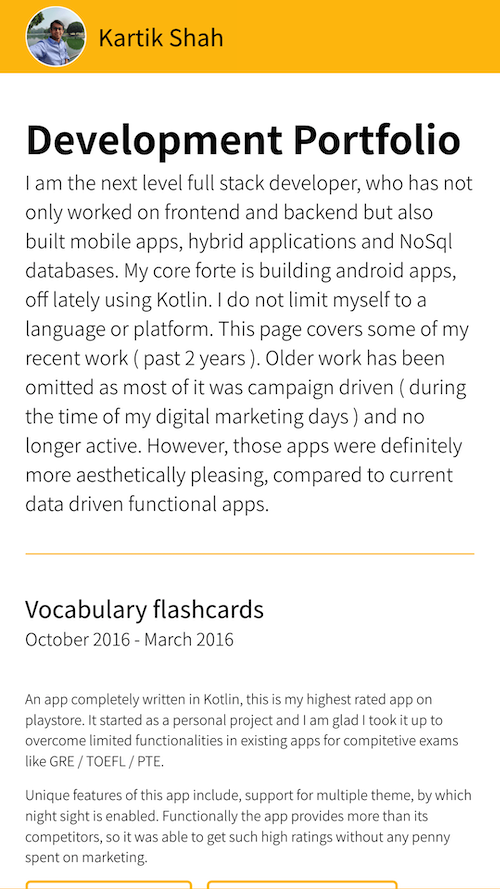 Kartik Shah
Development Portfolio
I am the next level full stack developer, who has not
only worked on frontend and backend but also
built mobile apps, hybrid applications and NoSql
databases. My core forte is building android apps,
off lately using Kotlin. I do not limit myself to a
language or platform. This page covers some of my
recent work ( past 2 years ). Older work has been
omitted as most of it was campaign driven ( during
the time of my digital marketing days ) and no
longer active. However, those apps were definitely
more aesthetically pleasing, compared to current
data driven functional apps.
Vocabulary flashcards
October 2016 - March 2016
An app completely written in Kotlin, this is my highest rated app on
playstore. It started as a personal project and I am glad I took it up to
overcome limited functionalities in existing apps for compitetive exams
like GRE / TOEFL / PTE.
Unique features of this app include, support for multiple theme, by which
night sight is enabled. Functionally the app provides more than its
competitors, so it was able to get such high ratings without any penny
spent on marketing.